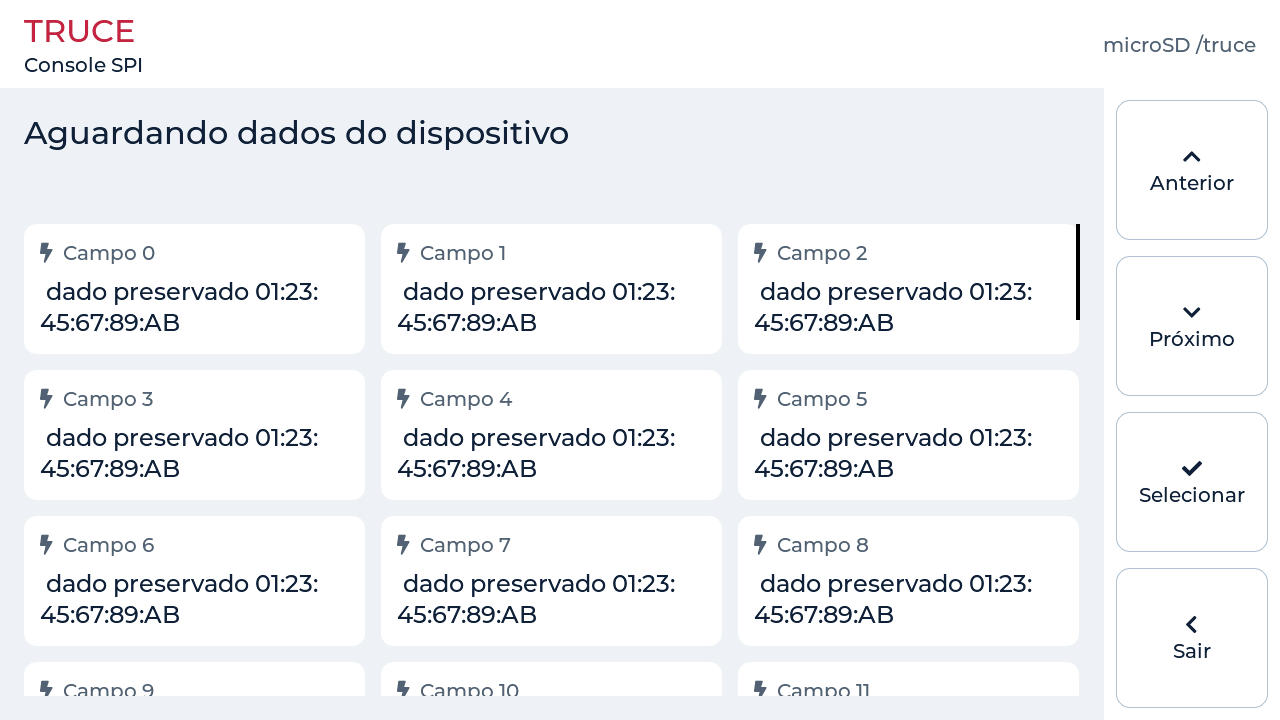 TRUCE
Console SPI
microSD /truce
Aguardando dados do dispositivo
Campo 0
dado preservado 01:23:
45:67:89:AB
Campo 1
dado preservado 01:23:
45:67:89:AB
Campo 2
dado preservado 01:23:
45:67:89:AB
Campo 3
dado preservado 01:23:
45:67:89:AB
Campo 4
dado preservado 01:23:
45:67:89:AB
Campo 5
dado preservado 01:23:
45:67:89:AB
Campo 6
dado preservado 01:23:
45:67:89:AB
Campo 7
dado preservado 01:23:
45:67:89:AB
Campo 8
dado preservado 01:23:
45:67:89:AB
Campo 9
Campo 10
Campo 11
Anterior
Próximo
Selecionar
Sair